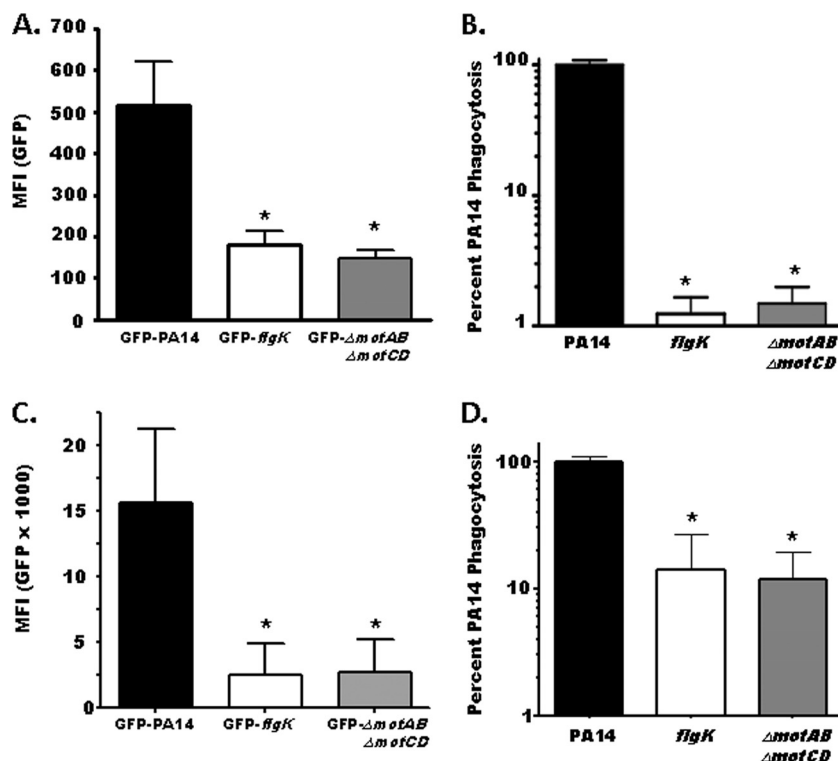 A.
MFI (GFP)
700
600
500
400
300
200
100
0
*
*
GFP-PA14 GFP-flgK GFP-ΔmotAB
ΔmotCD
B.
Percent PA14 Phagocytosis
100
10
1
*
*
PA14 flgK ΔmotAB
ΔmotCD
C.
MFI (GFP x 1000)
20
15
10
5
0
*
*
GFP-PA14 GFP-flgK GFP-ΔmotAB
ΔmotCD
D.
Percent PA14 Phagocytosis
100
10
1
*
*
PA14 flgK ΔmotAB
ΔmotCD